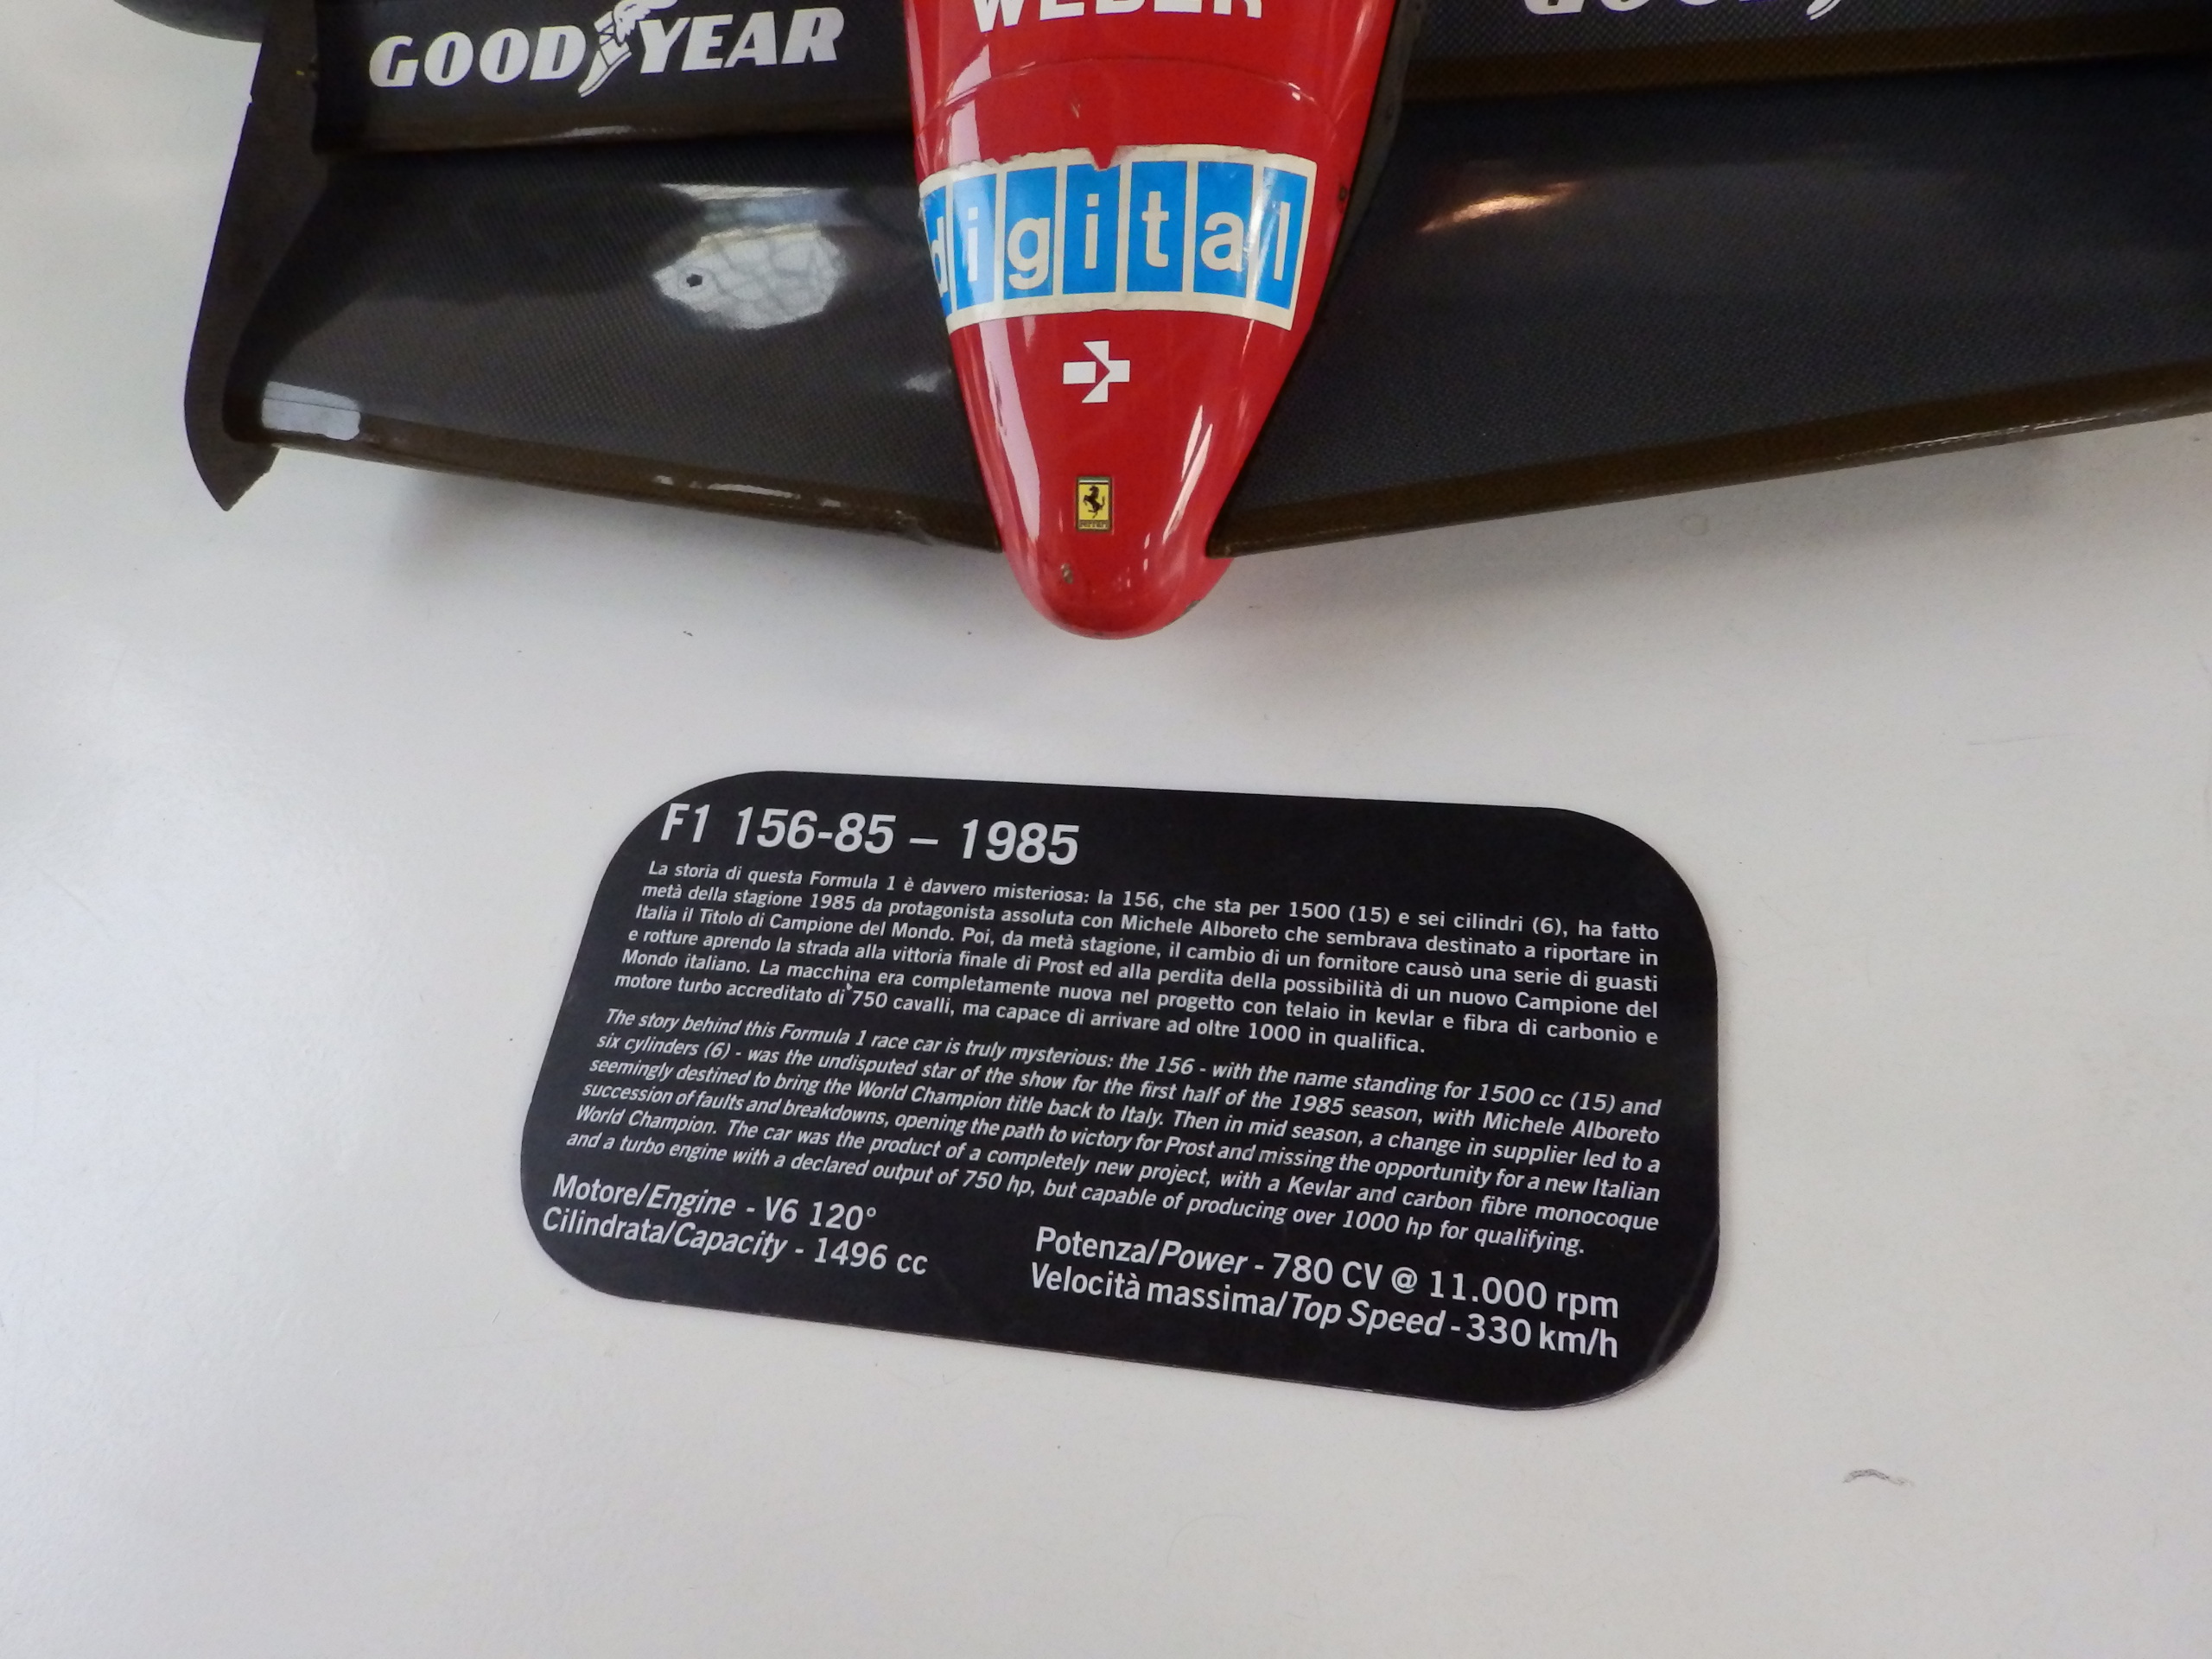 GOOD YEAR
WEBER
digital
F1 156-85 – 1985
La storia di questa Formula 1 è davvero misteriosa: la 156, che sta per 1500 (15) e sei cilindri (6), ha fatto
metà della stagione 1985 da protagonista assoluta con Michele Alboreto che sembrava destinato a riportare in
Italia il Titolo di Campione del Mondo. Poi, da metà stagione, il cambio di un fornitore causò una serie di guasti
e rotture aprendo la strada alla vittoria finale di Prost ed alla perdita della possibilità di un nuovo Campione del
Mondo italiano. La macchina era completamente nuova nel progetto con telaio in kevlar e fibra di carbonio e
motore turbo accreditato di 750 cavalli, ma capace di arrivare ad oltre 1000 in qualifica.
The story behind this Formula 1 race car is truly mysterious: the 156 - with the name standing for 1500 cc (15) and
six cylinders (6) - was the undisputed star of the show for the first half of the 1985 season, with Michele Alboreto
seemingly destined to bring the World Champion title back to Italy. Then in mid season, a change in supplier led to a
succession of faults and breakdowns, opening the path to victory for Prost and missing the opportunity for a new Italian
World Champion. The car was the product of a completely new project, with a Kevlar and carbon fibre monocoque
and a turbo engine with a declared output of 750 hp, but capable of producing over 1000 hp for qualifying.
Motore/Engine - V6 120°
Cilindrata/Capacity - 1496 cc
Potenza/Power - 780 CV @ 11.000 rpm
Velocità massima/Top Speed - 330 km/h